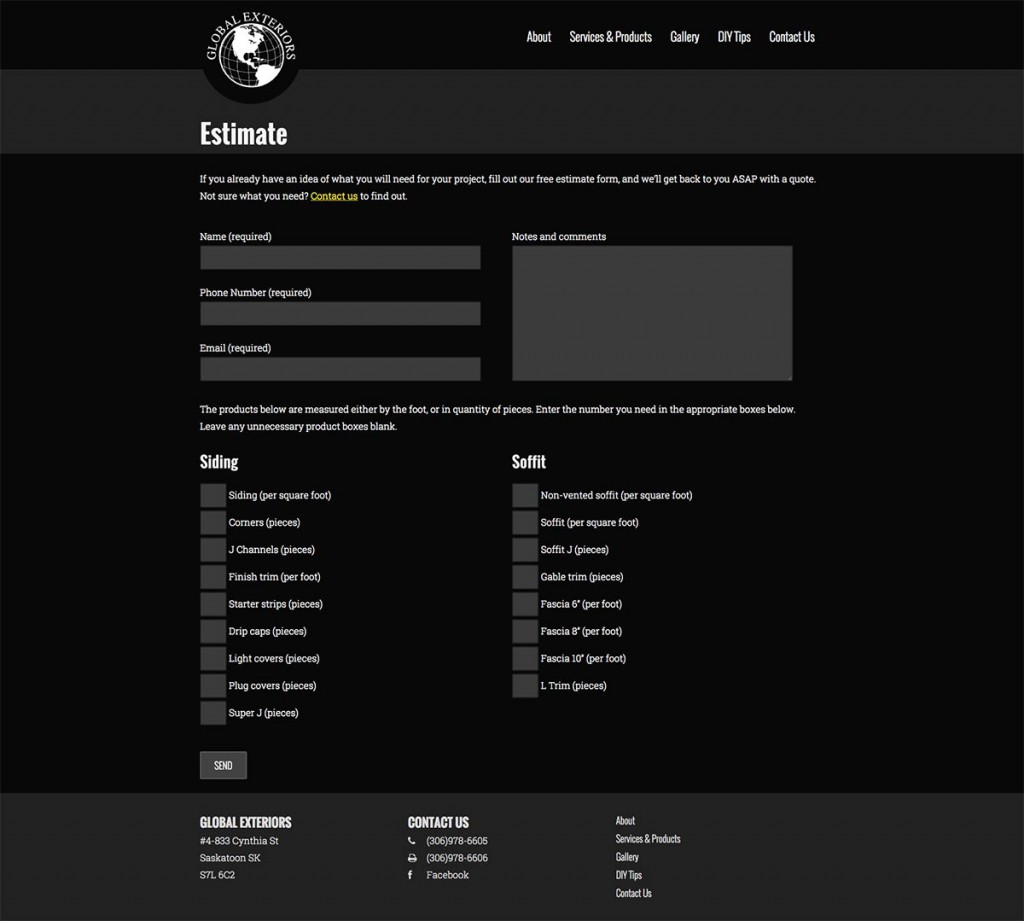 GLOBAL EXTERIORS
About
Services & Products
Gallery
DIY Tips
Contact Us
Estimate
If you already have an idea of what you will need for your project, fill out our free estimate form, and we'll get back to you ASAP with a quote.
Not sure what you need? Contact us to find out.
Name (required)
Phone Number (required)
Email (required)
Notes and comments
The products below are measured either by the foot, or in quantity of pieces. Enter the number you need in the appropriate boxes below.
Leave any unnecessary product boxes blank.
Siding
Siding (per square foot)
Corners (pieces)
J Channels (pieces)
Finish trim (per foot)
Starter strips (pieces)
Drip caps (pieces)
Light covers (pieces)
Plug covers (pieces)
Super J (pieces)
Soffit
Non-vented soffit (per square foot)
Soffit (per square foot)
Soffit J (pieces)
Gable trim (pieces)
Fascia 6" (per foot)
Fascia 8" (per foot)
Fascia 10" (per foot)
L Trim (pieces)
SEND
GLOBAL EXTERIORS
#4-833 Cynthia St
Saskatoon SK
S7L 6C2
CONTACT US
(306)978-6605
(306)978-6606
Facebook
About
Services & Products
Gallery
DIY Tips
Contact Us